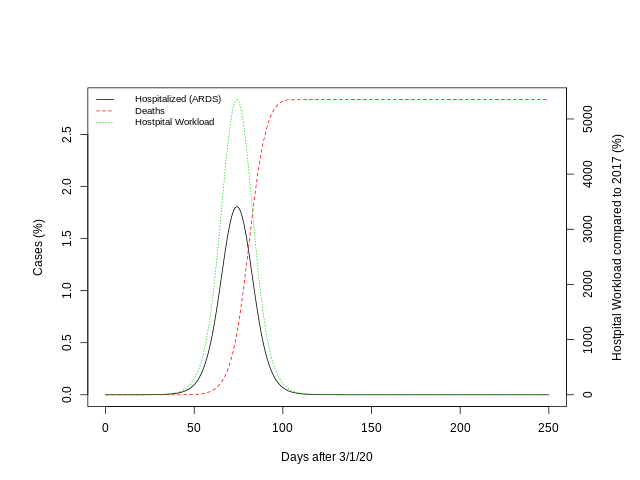 Hospitalized (ARDS)
Deaths
Hostpital Workload
Cases (%)
0.0
0.5
1.0
1.5
2.0
2.5
Hostpital Workload compared to 2017 (%)
0
1000
2000
3000
4000
5000
0 50 100 150 200 250
Days after 3/1/20